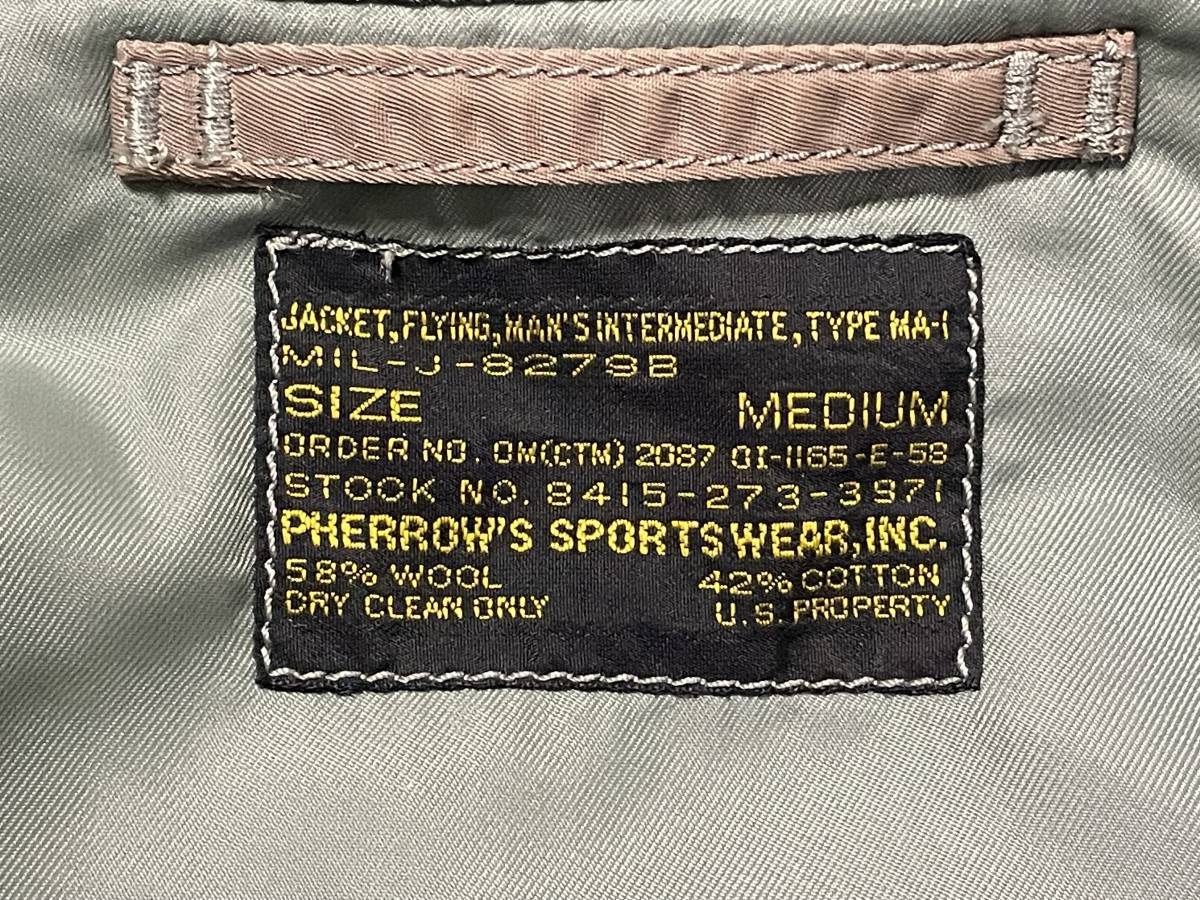 JACKET,FLYING,MAN'S INTERMEDIATE,TYPE MA-1
MIL-J-8279B
SIZE MEDIUM
ORDER NO. OM(CTM) 2087 OI-1165-E-58
STOCK NO. 8415-273-3971
PHERROW'S SPORTSWEAR,INC.
58% WOOL 42% COTTON
DRY CLEAN ONLY U.S. PROPERTY